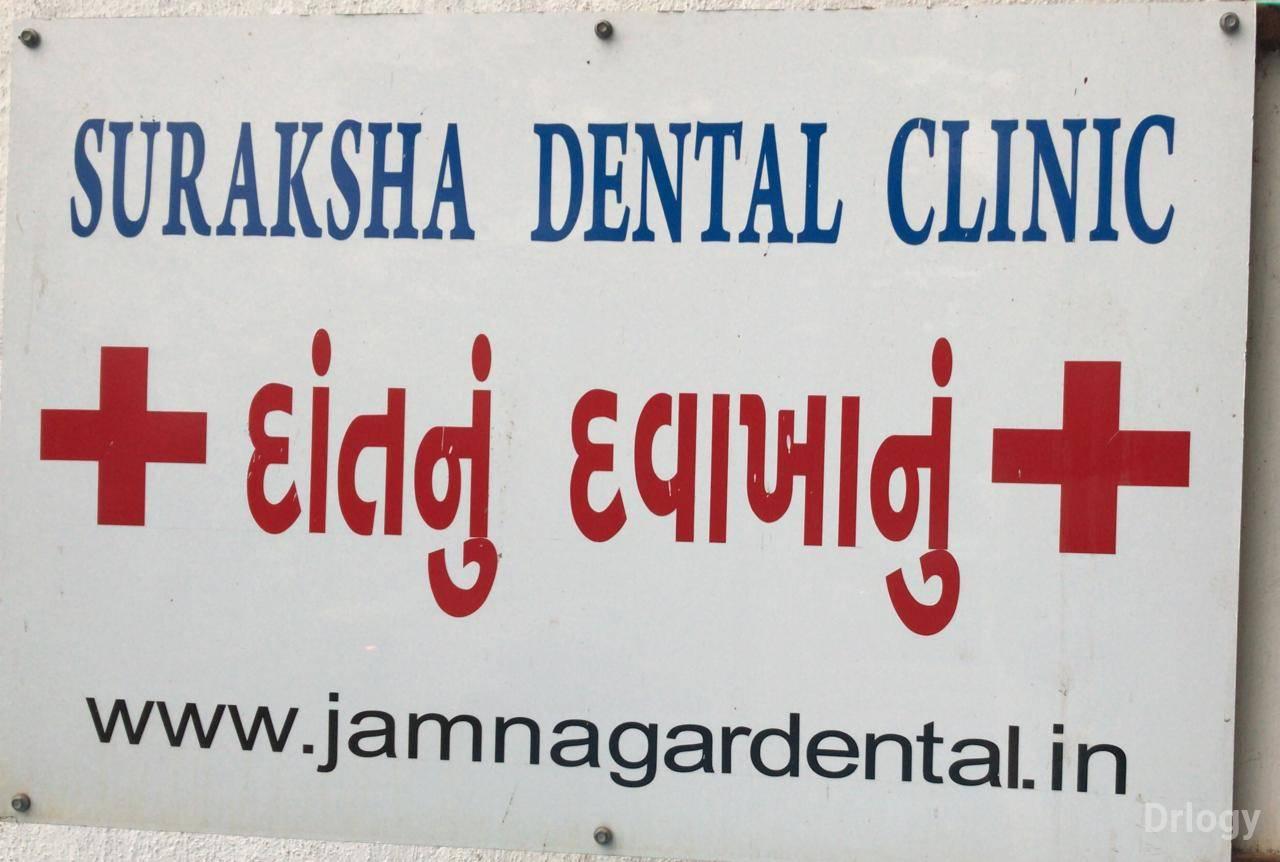 SURAKSHA DENTAL CLINIC
દાંતનું દવાખાનું
www.jamnagardental.in
Drlogy